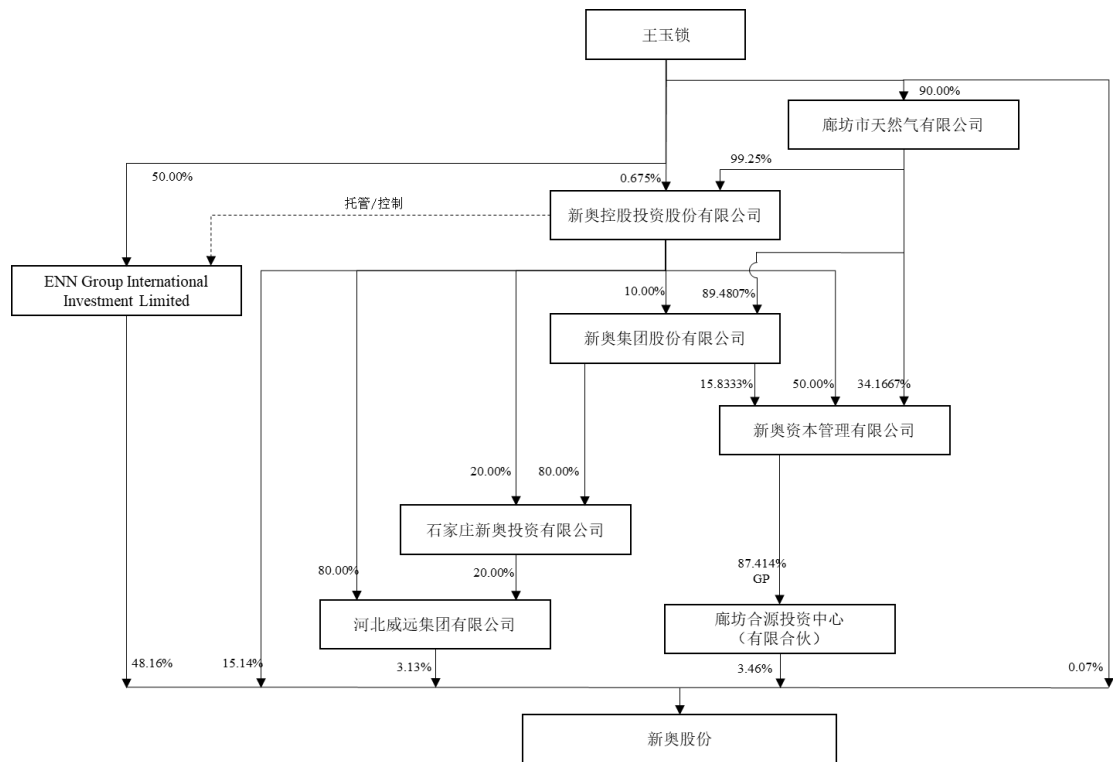 王玉锁
90.00%
廊坊市天然气有限公司
99.25%
50.00%
0.675%
托管/控制
新奥控股投资股份有限公司
ENN Group International
Investment Limited
10.00%
89.4807%
新奥集团股份有限公司
15.8333%
50.00%
34.1667%
新奥资本管理有限公司
20.00%
80.00%
石家庄新奥投资有限公司
87.414%
GP
80.00%
20.00%
河北威远集团有限公司
廊坊合源投资中心
（有限合伙）
48.16%
15.14%
3.13%
3.46%
0.07%
新奥股份